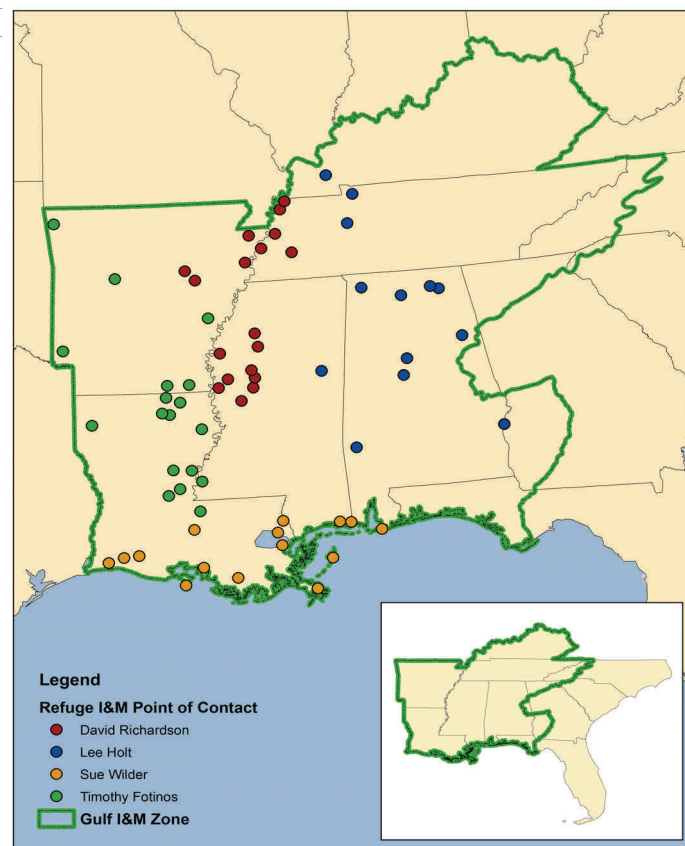 Legend
Refuge I&M Point of Contact
David Richardson
Lee Holt
Sue Wilder
Timothy Fotinos
Gulf I&M Zone